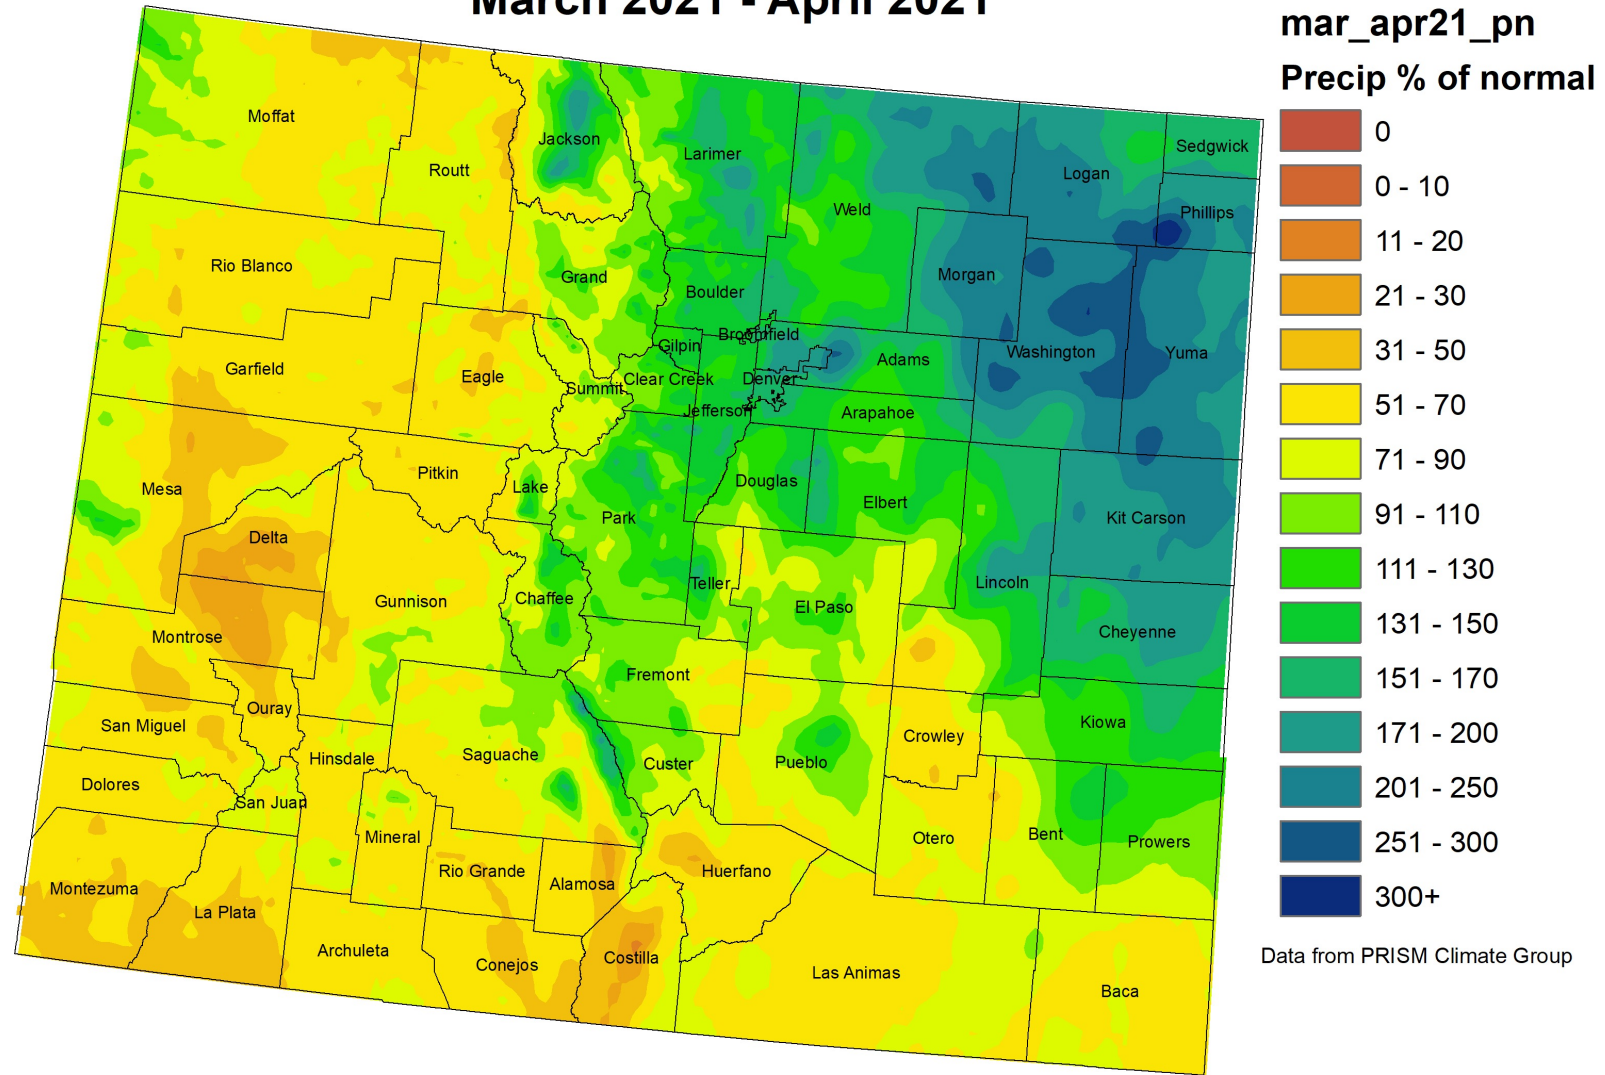 March 2021 - April 2021
mar_apr21_pn
Precip % of normal
0
0 - 10
11 - 20
21 - 30
31 - 50
51 - 70
71 - 90
91 - 110
111 - 130
131 - 150
151 - 170
171 - 200
201 - 250
251 - 300
300+
Data from PRISM Climate Group
Moffat
Routt
Jackson
Larimer
Weld
Logan
Sedgwick
Phillips
Rio Blanco
Grand
Boulder
Morgan
Broomfield
Gilpin
Adams
Washington
Yuma
Garfield
Eagle
Summit
Clear Creek
Denver
Jefferson
Arapahoe
Mesa
Pitkin
Lake
Park
Douglas
Elbert
Kit Carson
Delta
Gunnison
Chaffee
Teller
El Paso
Lincoln
Cheyenne
Montrose
Fremont
Ouray
San Miguel
Hinsdale
Saguache
Custer
Pueblo
Crowley
Kiowa
Dolores
San Juan
Mineral
Otero
Bent
Prowers
Montezuma
La Plata
Rio Grande
Alamosa
Huerfano
Archuleta
Conejos
Costilla
Las Animas
Baca